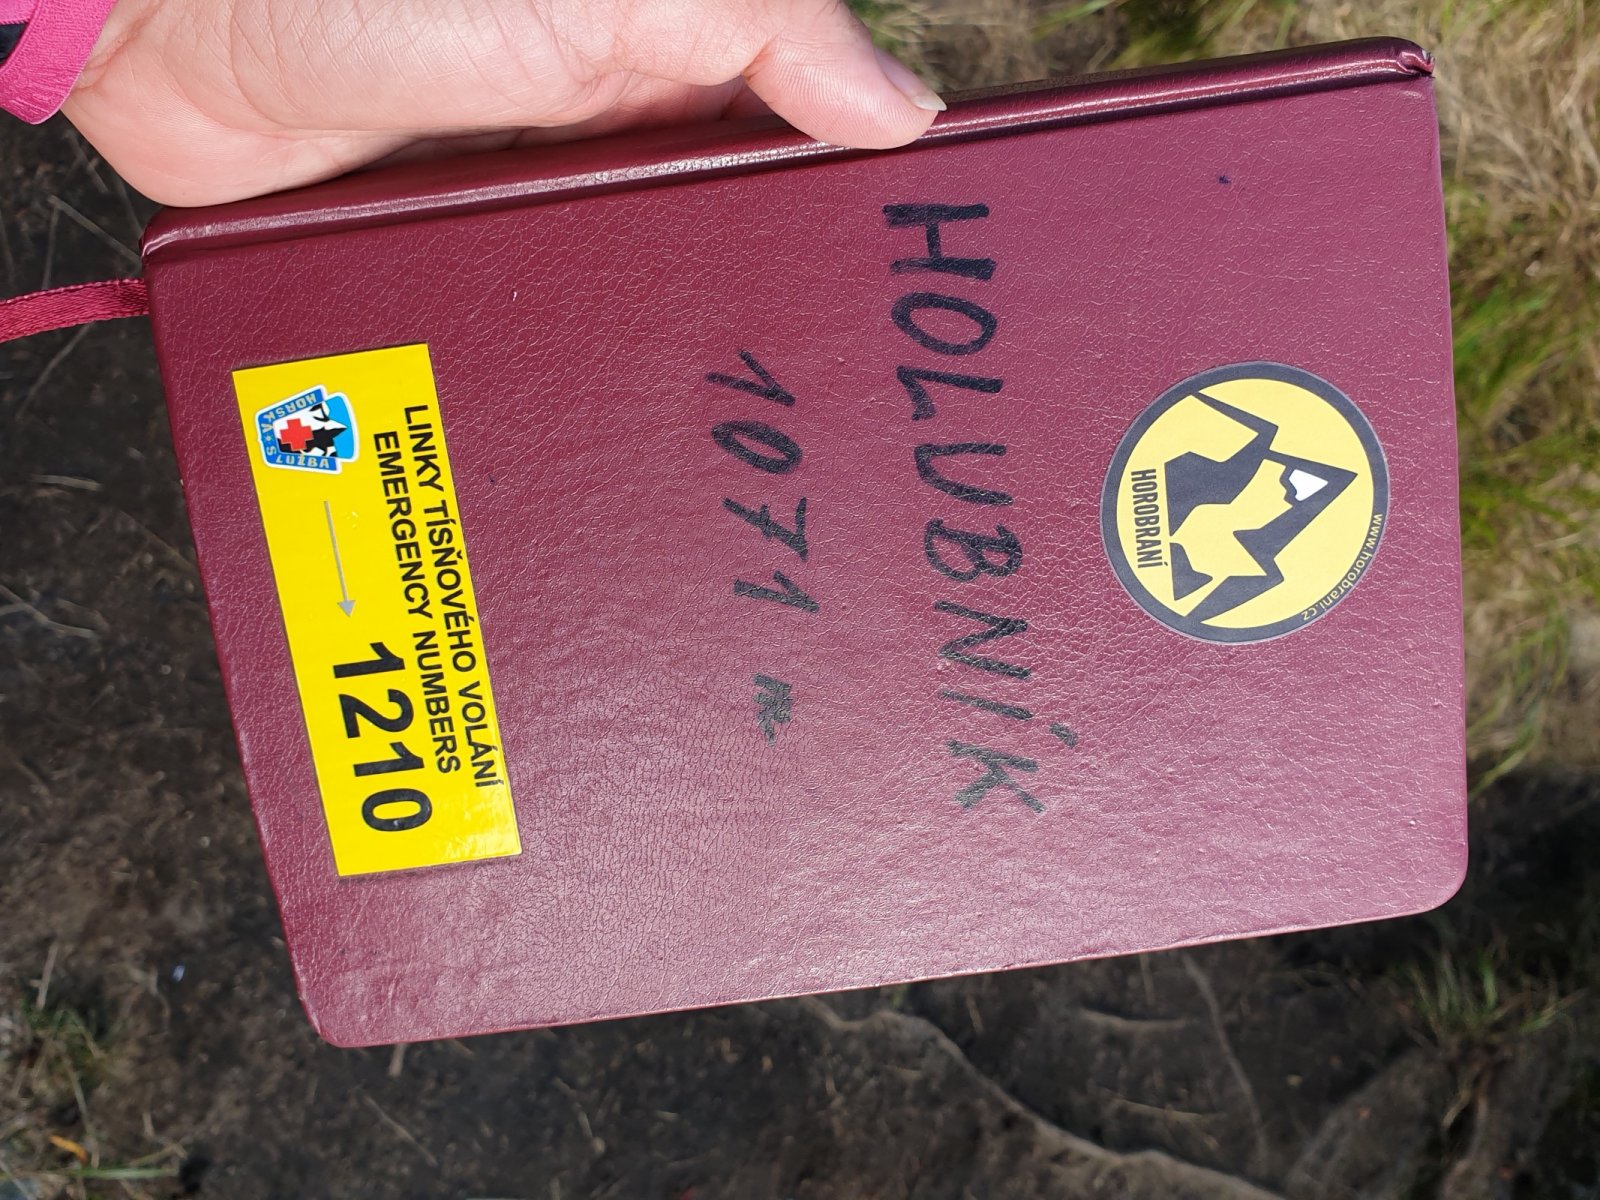 www.horobrani.cz
HOROBRANÍ
HOLUBNÍK
1071 m
LINKY TÍSŇOVÉHO VOLÁNÍ
EMERGENCY NUMBERS
1210
HORSKÁ SLUŽBA